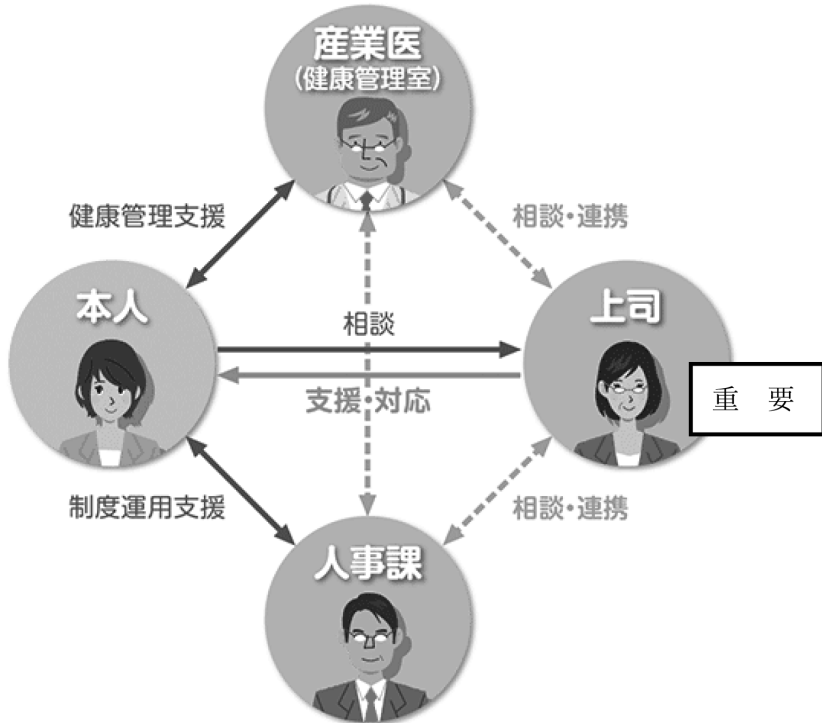 産業医
(健康管理室)
健康管理支援
相談・連携
本人
相談
上司
支援・対応
重 要
制度運用支援
相談・連携
人事課